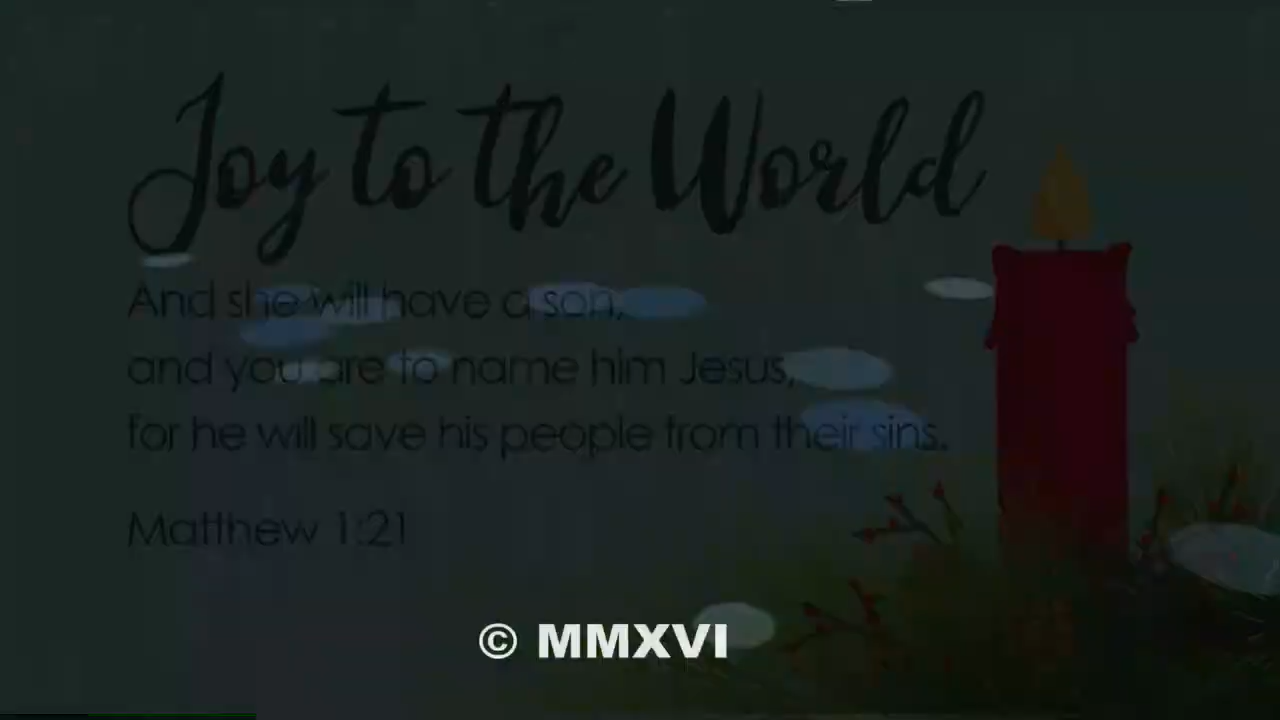 Joy to the World
And she will have a son,
and you are to name him Jesus,
for he will save his people from their sins.
Matthew 1:21
© MMXVI